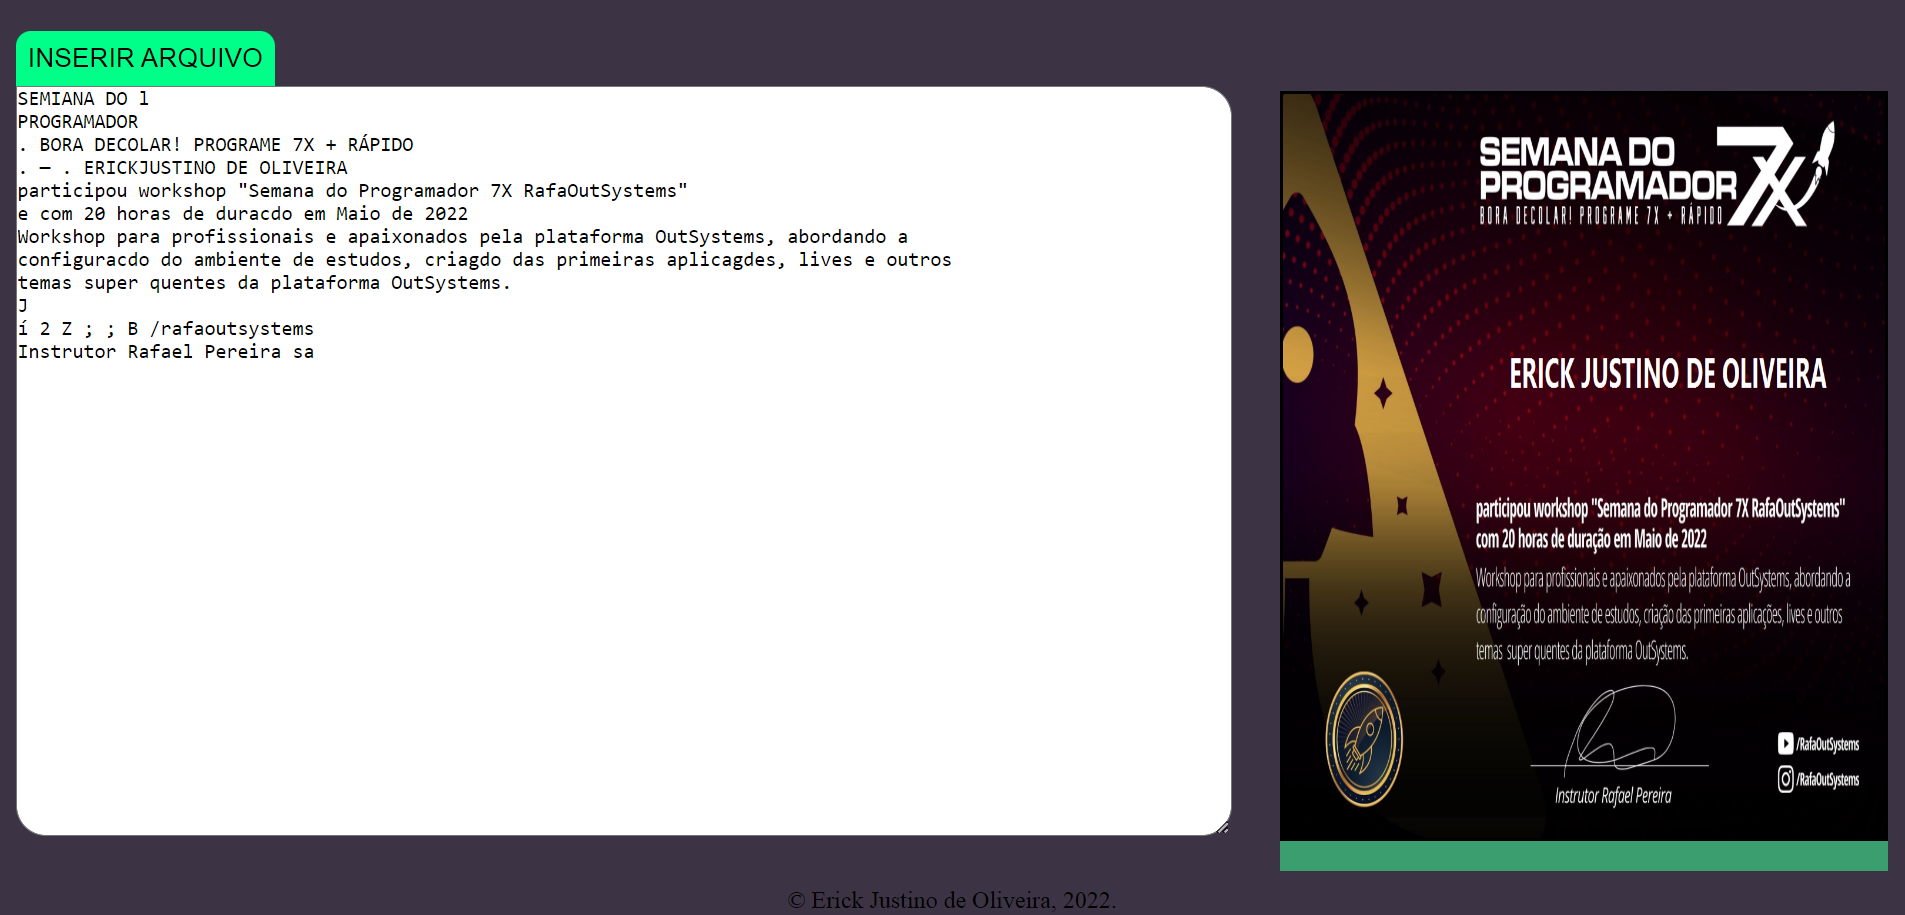 INSERIR ARQUIVO
SEMIANA DO l
PROGRAMADOR
. BORA DECOLAR! PROGRAME 7X + RÁPIDO
. — . ERICKJUSTINO DE OLIVEIRA
participou workshop "Semana do Programador 7X RafaOutSystems"
e com 20 horas de duracdo em Maio de 2022
Workshop para profissionais e apaixonados pela plataforma OutSystems, abordando a
configuracdo do ambiente de estudos, criagdo das primeiras aplicagdes, lives e outros
temas super quentes da plataforma OutSystems.
J
í 2 Z ; ; B /rafaoutsystems
Instrutor Rafael Pereira sa
SEMANA DO
PROGRAMADOR 7X
BORA DECOLAR! PROGRAME 7X + RÁPIDO
ERICK JUSTINO DE OLIVEIRA
participou workshop "Semana do Programador 7X RafaOutSystems"
com 20 horas de duração em Maio de 2022
Workshop para profissionais e apaixonados pela plataforma OutSystems, abordando a
configuração do ambiente de estudos, criação das primeiras aplicações, lives e outros
temas super quentes da plataforma OutSystems.
/RafaOutSystems
/RafaOutSystems
Instrutor Rafael Pereira
© Erick Justino de Oliveira, 2022.